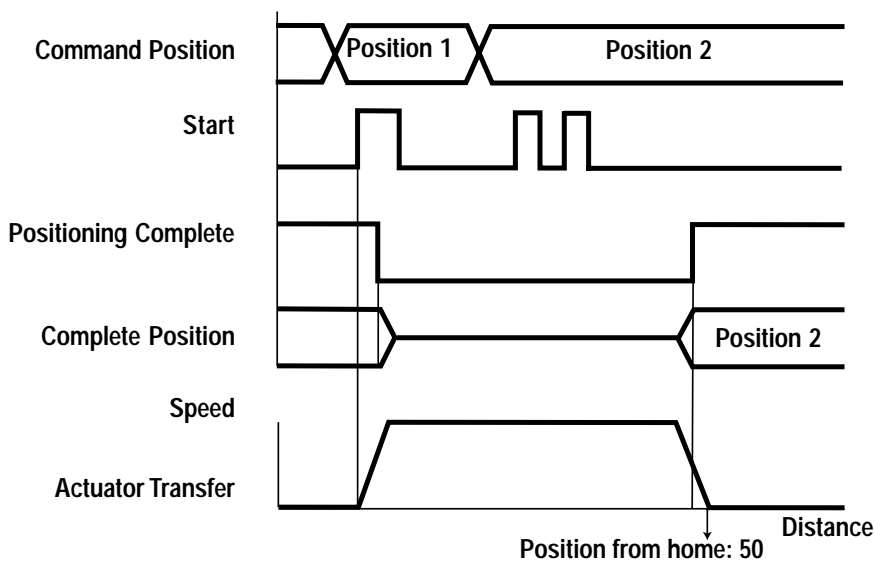 Command Position
Position 1
Position 2
Start
Positioning Complete
Complete Position
Position 2
Speed
Actuator Transfer
Distance
Position from home: 50